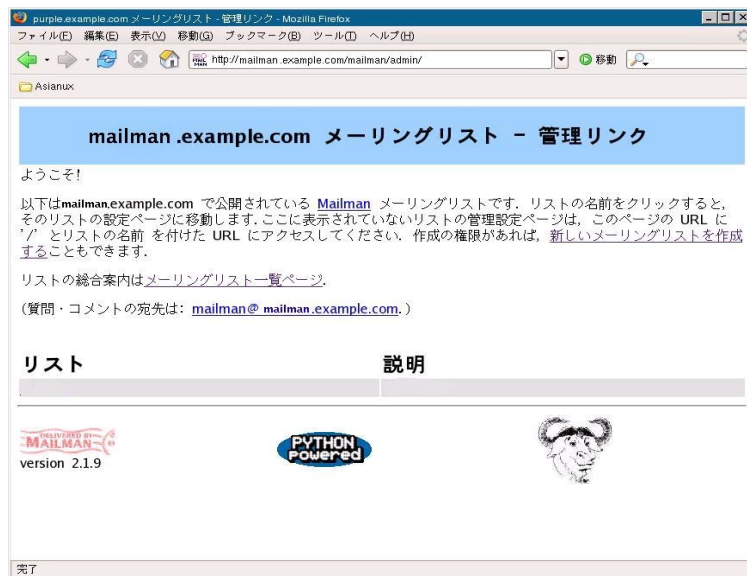 purple.example.com メーリングリスト - 管理リンク - Mozilla Firefox
ファイル(F) 編集(E) 表示(V) 移動(G) ブックマーク(B) ツール(T) ヘルプ(H)
http://mailman.example.com/mailman/admin/ 移動
Asianux
mailman .example.com メーリングリスト - 管理リンク
ようこそ!
以下はmailman.example.com で公開されている Mailman メーリングリストです. リストの名前をクリックすると,
そのリストの設定ページに移動します. ここに表示されていないリストの管理設定ページは, このページの URL に
'/' とリストの名前 を付けた URL にアクセスしてください. 作成の権限があれば, 新しいメーリングリストを作成
することもできます.
リストの総合案内はメーリングリスト一覧ページ.
(質問・コメントの宛先は: mailman@ mailman .example.com. )
リスト 説明
DELIVERED BY
MAILMAN
version 2.1.9
PYTHON
Powered
完了